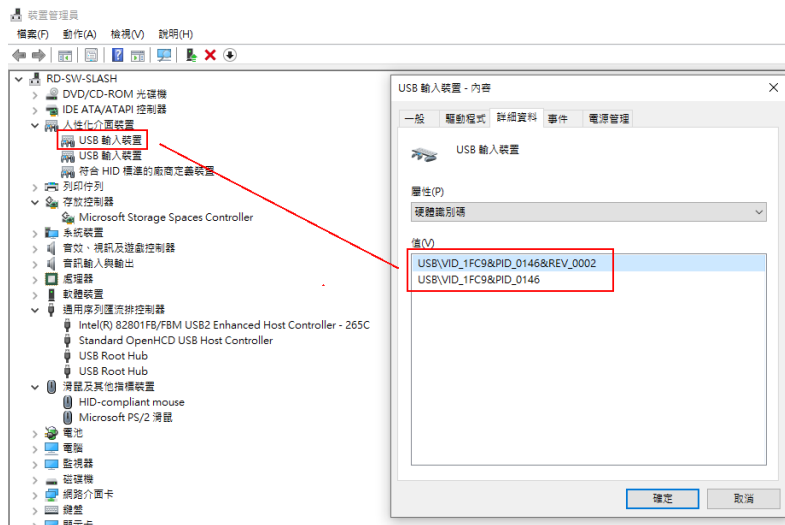 裝置管理員
檔案(F) 動作(A) 檢視(V) 說明(H)
RD-SW-SLASH
DVD/CD-ROM 光碟機
IDE ATA/ATAPI 控制器
人性化介面裝置
USB 輸入裝置
USB 輸入裝置
符合 HID 標準的廠商定義裝置
列印佇列
存放控制器
Microsoft Storage Spaces Controller
系統裝置
音效、視訊及遊戲控制器
音訊輸入與輸出
處理器
軟體裝置
通用序列匯流排控制器
Intel(R) 82801FB/FBM USB2 Enhanced Host Controller - 265C
Standard OpenHCD USB Host Controller
USB Root Hub
USB Root Hub
滑鼠及其他指標裝置
HID-compliant mouse
Microsoft PS/2 滑鼠
電池
電腦
監視器
磁碟機
網路介面卡
鍵盤
顯示卡
USB 輸入裝置 - 內容
一般 驅動程式 詳細資料 事件 電源管理
USB 輸入裝置
屬性(P)
硬體識別碼
值(V)
USB\VID_1FC9&PID_0146&REV_0002
USB\VID_1FC9&PID_0146
確定 取消